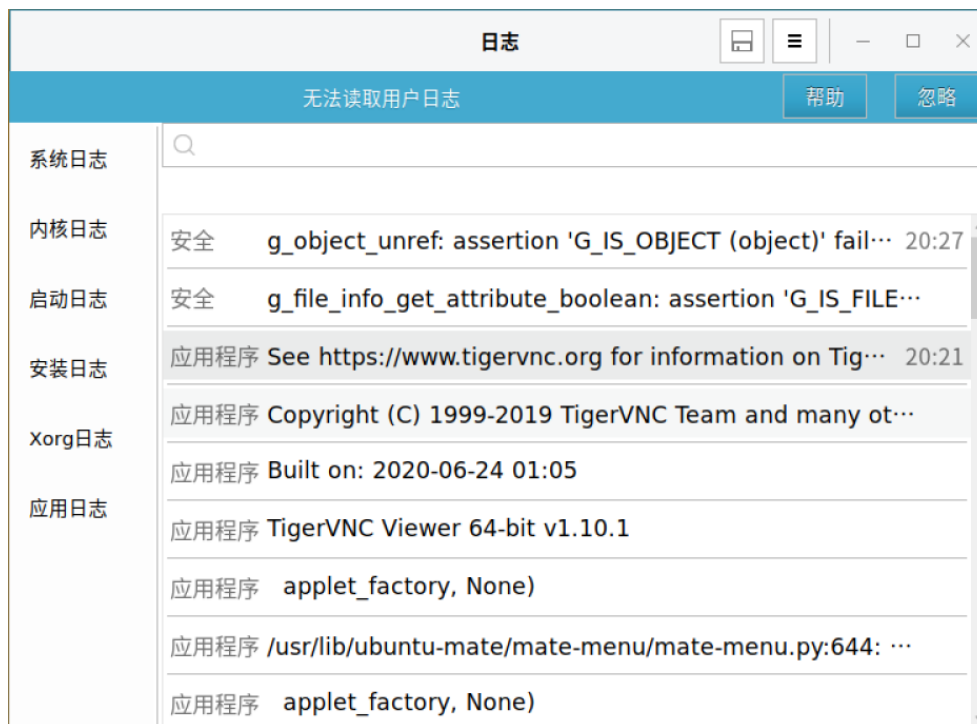 日志
无法读取用户日志 帮助 忽略
系统日志
内核日志
启动日志
安装日志
Xorg日志
应用日志
安全 g_object_unref: assertion 'G_IS_OBJECT (object)' fail… 20:27
安全 g_file_info_get_attribute_boolean: assertion 'G_IS_FILE…
应用程序 See https://www.tigervnc.org for information on Tig… 20:21
应用程序 Copyright (C) 1999-2019 TigerVNC Team and many ot…
应用程序 Built on: 2020-06-24 01:05
应用程序 TigerVNC Viewer 64-bit v1.10.1
应用程序 applet_factory, None)
应用程序 /usr/lib/ubuntu-mate/mate-menu/mate-menu.py:644: …
应用程序 applet_factory, None)